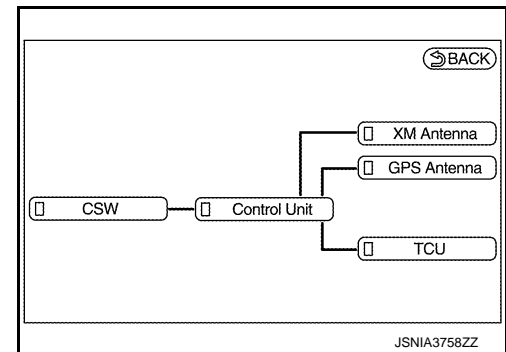 BACK
XM Antenna
GPS Antenna
CSW
Control Unit
TCU
JSNIA3758ZZ